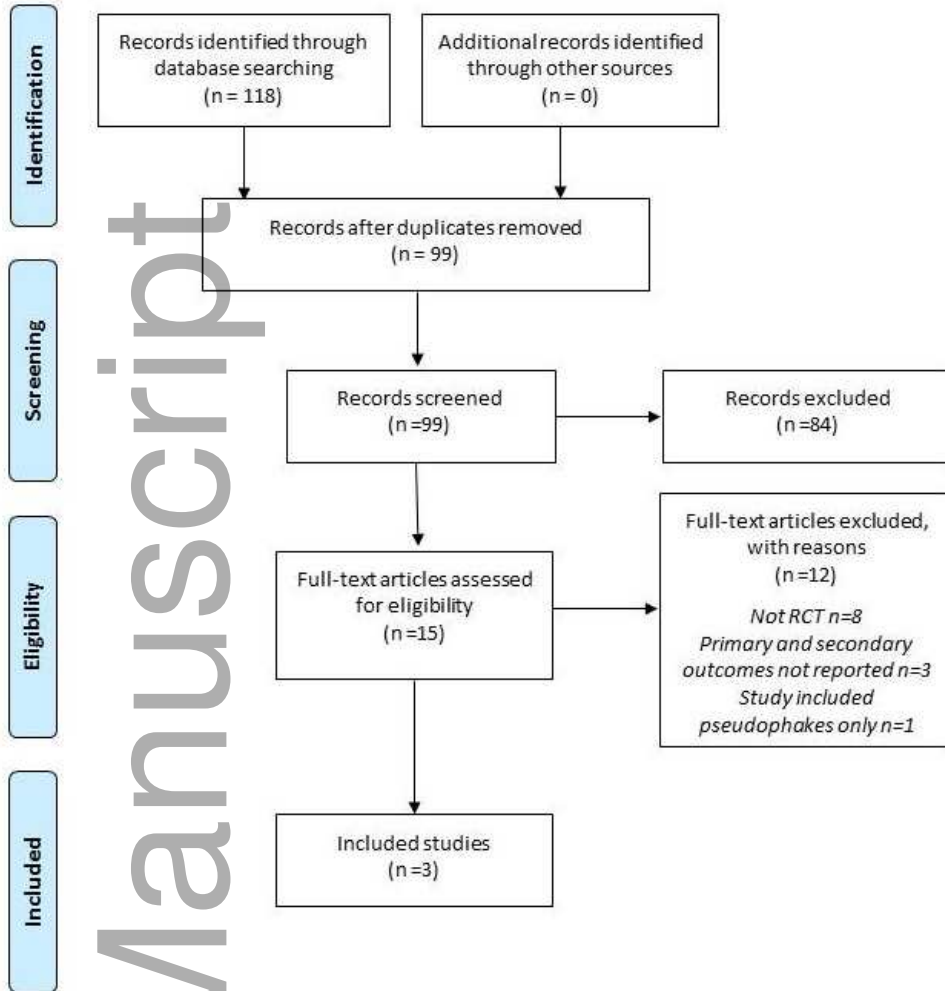 Identification
Records identified through
database searching
(n = 118)
Additional records identified
through other sources
(n = 0)
Records after duplicates removed
(n = 99)
Screening
Records screened
(n =99)
Records excluded
(n =84)
Eligibility
Full-text articles assessed
for eligibility
(n =15)
Full-text articles excluded,
with reasons
(n =12)
Not RCT n=8
Primary and secondary
outcomes not reported n=3
Study included
pseudophakes only n=1
Included
Included studies
(n =3)
Manuscript